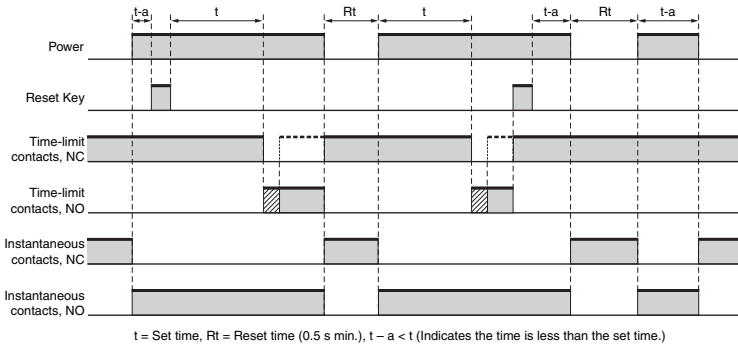 t-a t Rt t t-a Rt t-a
Power
Reset Key
Time-limit
contacts, NC
Time-limit
contacts, NO
Instantaneous
contacts, NC
Instantaneous
contacts, NO
t = Set time, Rt = Reset time (0.5 s min.), t – a < t (Indicates the time is less than the set time.)